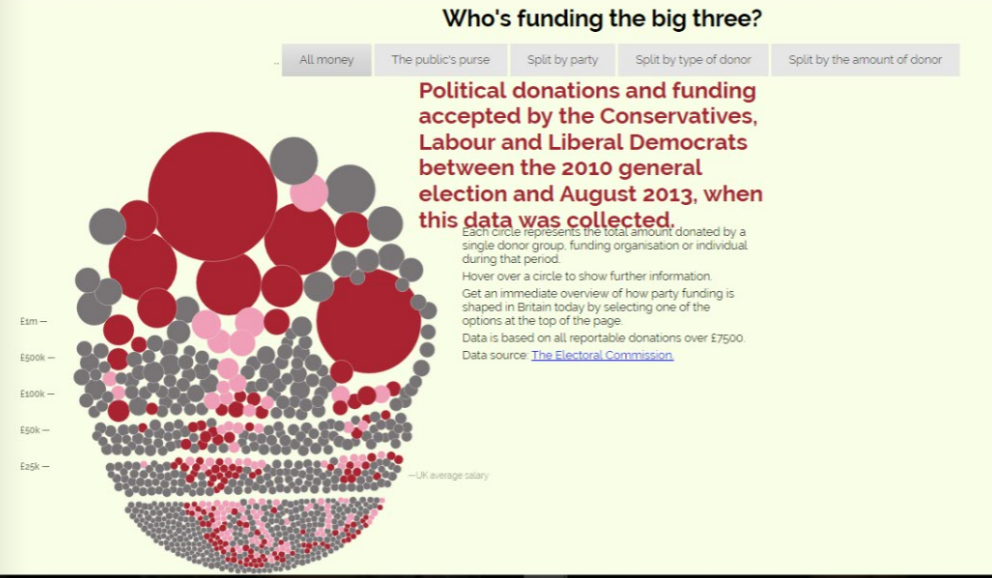 Who's funding the big three?
..
All money
The public's purse
Split by party
Split by type of donor
Split by the amount of donor
Political donations and funding
accepted by the Conservatives,
Labour and Liberal Democrats
between the 2010 general
election and August 2013, when
this data was collected.
Each circle represents the total amount donated by a
single donor group, funding organisation or individual
during that period.
Hover over a circle to show further information.
Get an immediate overview of how party funding is
shaped in Britain today by selecting one of the
options at the top of the page.
Data is based on all reportable donations over £7500.
Data source: The Electoral Commission.
£1m —
£500k —
£100k —
£50k —
£25k —
—UK average salary